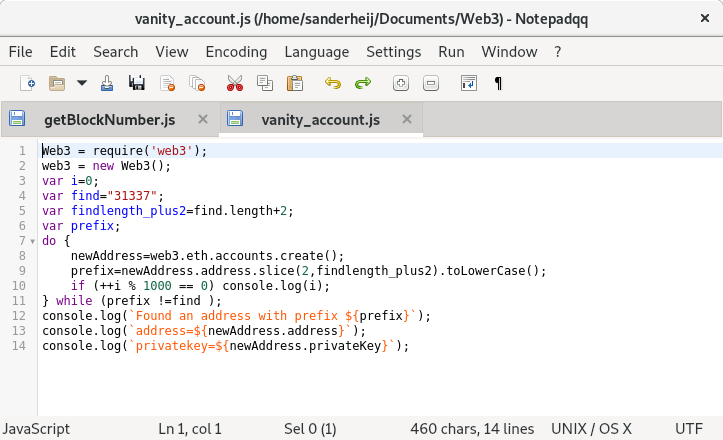 vanity_account.js (/home/sanderheij/Documents/Web3) - Notepadqq
File Edit Search View Encoding Language Settings Run Window ?
getBlockNumber.js vanity_account.js
1 Web3 = require('web3');
2 web3 = new Web3();
3 var i=0;
4 var find="31337";
5 var findlength_plus2=find.length+2;
6 var prefix;
7 do {
8 newAddress=web3.eth.accounts.create();
9 prefix=newAddress.address.slice(2,findlength_plus2).toLowerCase();
10 if (++i % 1000 == 0) console.log(i);
11 } while (prefix !=find );
12 console.log(`Found an address with prefix ${prefix}`);
13 console.log(`address=${newAddress.address}`);
14 console.log(`privatekey=${newAddress.privateKey}`);
JavaScript Ln 1, col 1 Sel 0 (1) 460 chars, 14 lines UNIX / OS X UTF